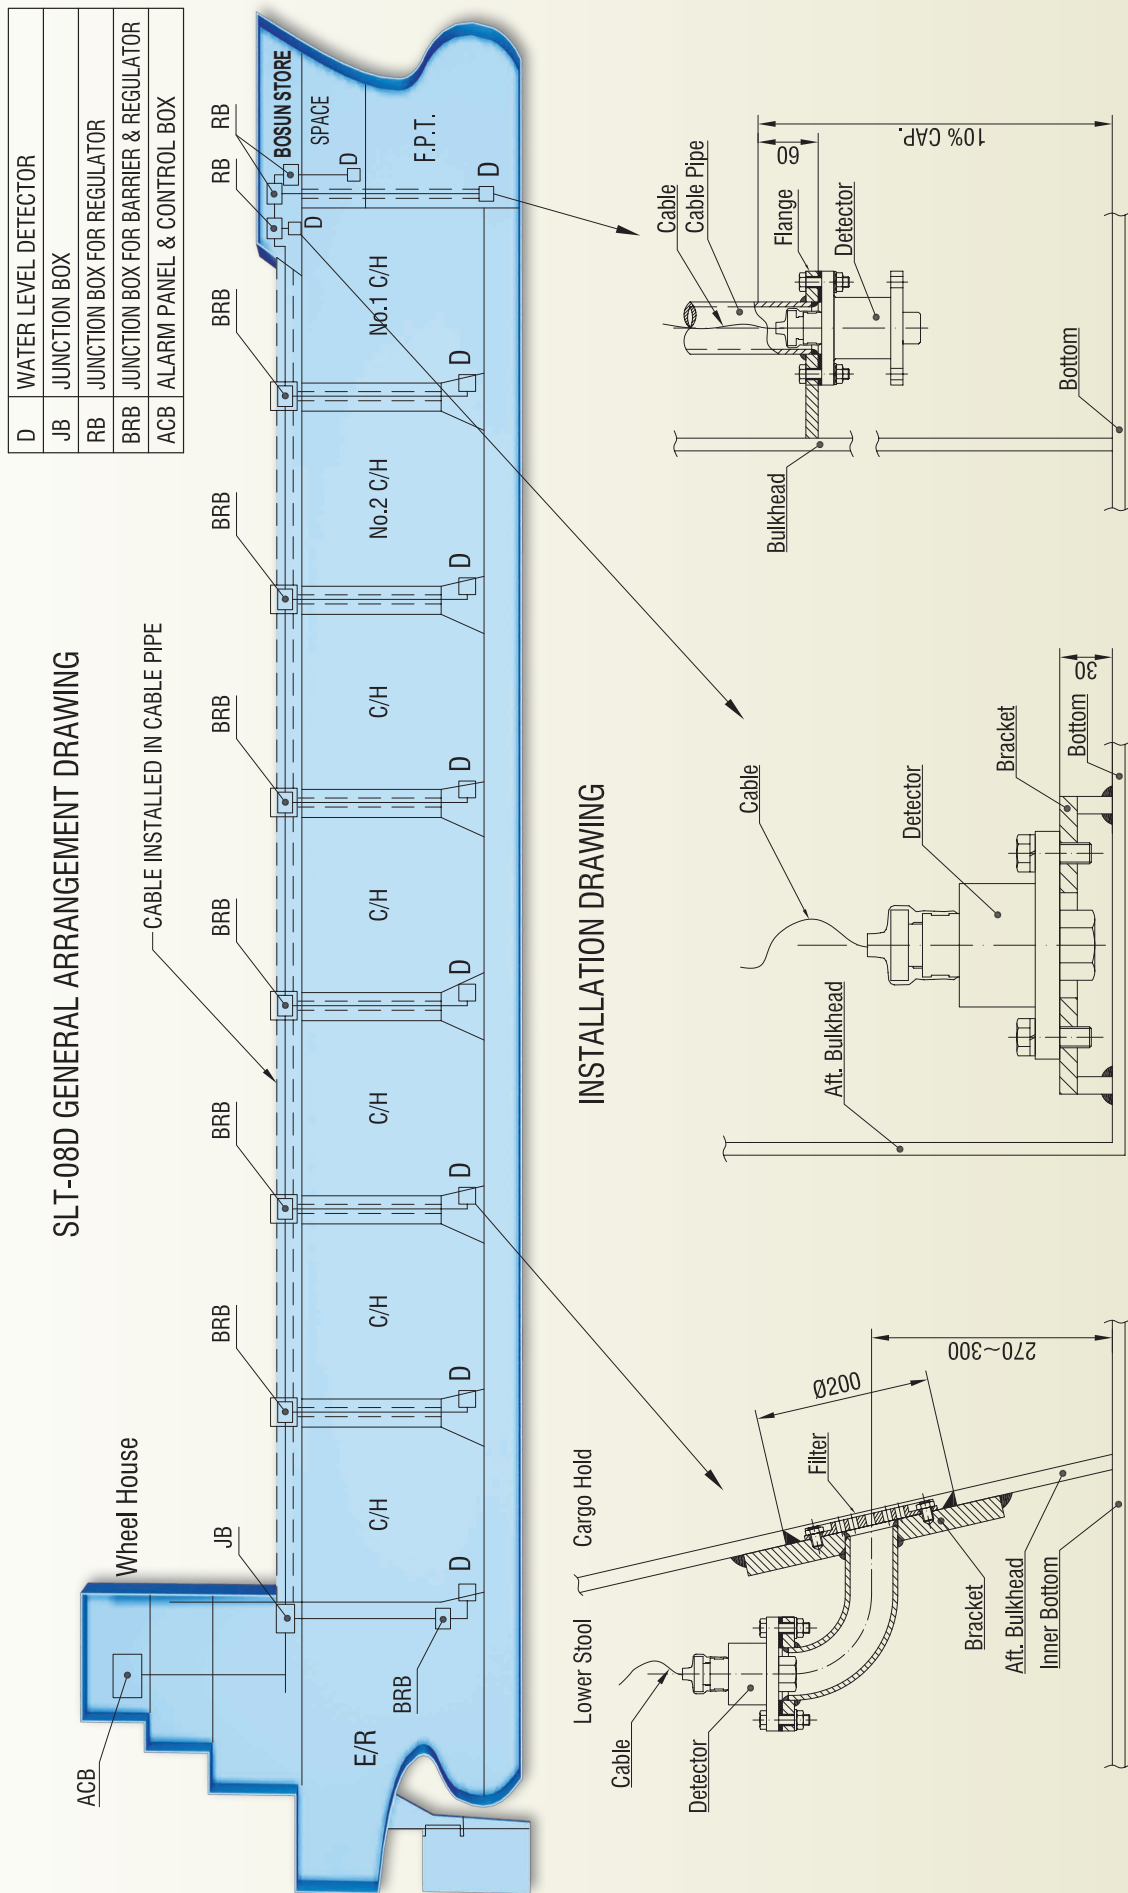 SLT-08D GENERAL ARRANGEMENT DRAWING
D WATER LEVEL DETECTOR
JB JUNCTION BOX
RB JUNCTION BOX FOR REGULATOR
BRB JUNCTION BOX FOR BARRIER & REGULATOR
ACB ALARM PANEL & CONTROL BOX
CABLE INSTALLED IN CABLE PIPE
ACB
Wheel House
JB
BRB
BRB
BRB
BRB
BRB
BRB
RB
RB
BOSUN STORE
SPACE
F.P.T.
D
D
D
E/R
BRB
C/H
C/H
C/H
C/H
C/H
No.2 C/H
No.1 C/H
D
D
D
D
D
D
D
INSTALLATION DRAWING
Lower Stool
Cargo Hold
Cable
Detector
Filter
Ø200
270~300
Bracket
Aft. Bulkhead
Inner Bottom
Aft. Bulkhead
Cable
Detector
Bracket
Bottom
30
Bulkhead
Cable
Cable Pipe
Flange
Detector
60
10% CAP.
Bottom